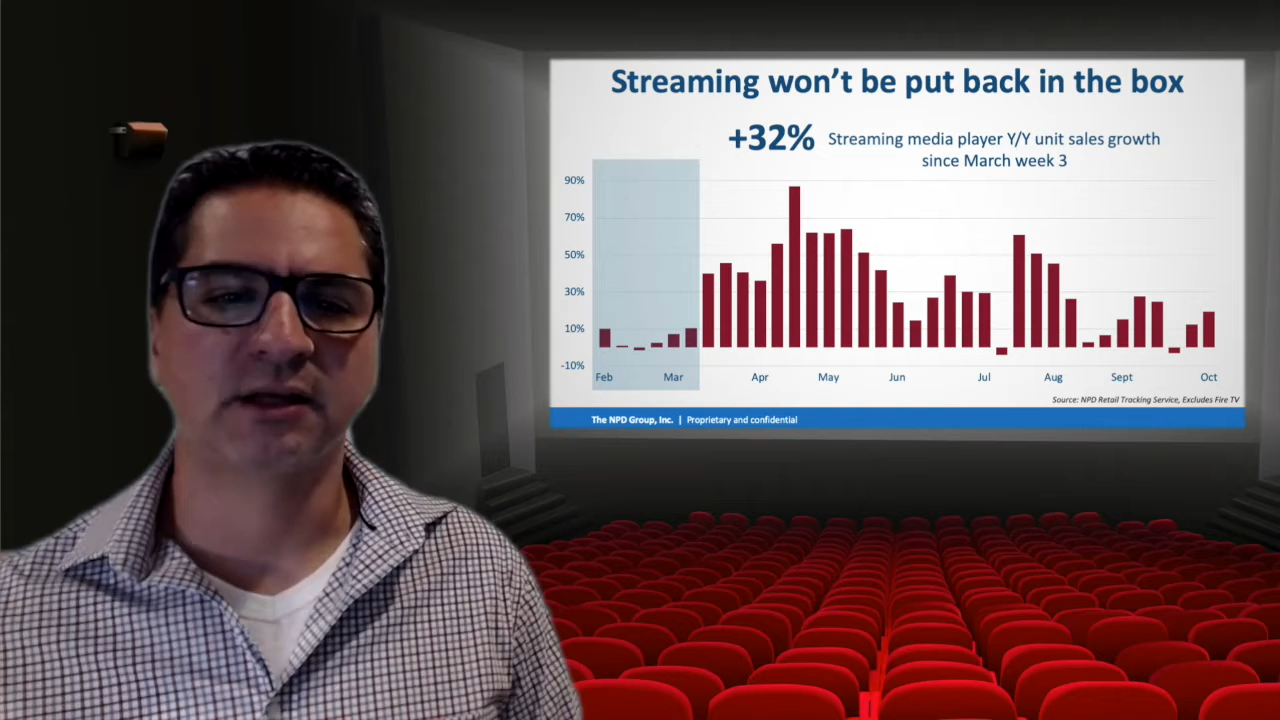 Streaming won't be put back in the box
+32% Streaming media player Y/Y unit sales growth
since March week 3
90%
70%
50%
30%
10%
-10%
Feb Mar Apr May Jun Jul Aug Sept Oct
Source: NPD Retail Tracking Service, Excludes Fire TV
The NPD Group, Inc. | Proprietary and confidential